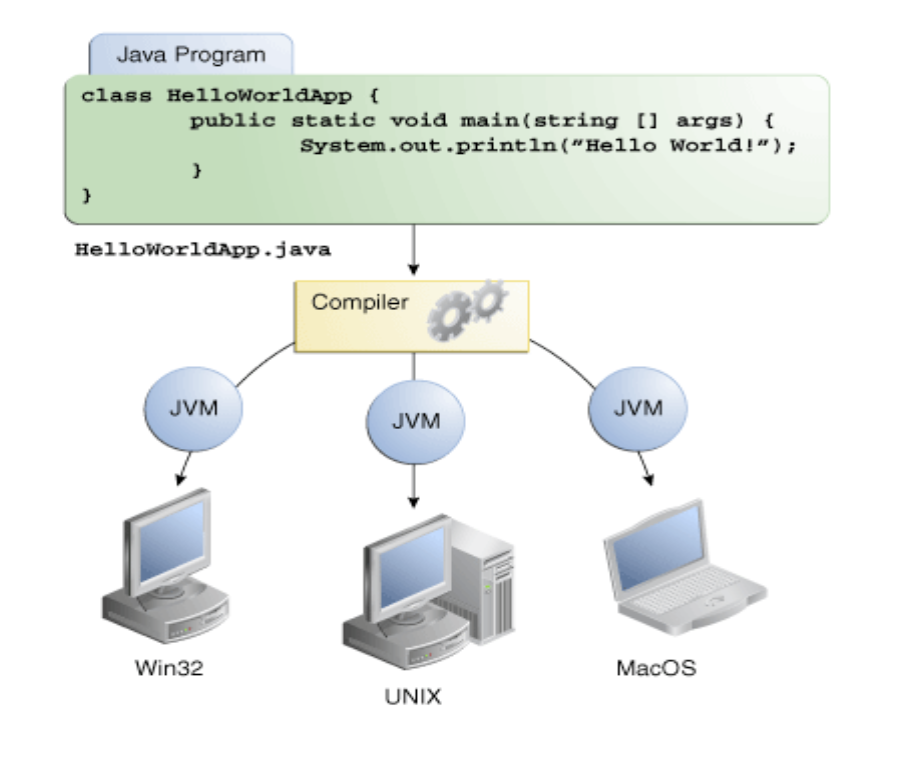 Java Program
class HelloWorldApp {
public static void main(string [] args) {
System.out.println("Hello World!");
}
}
HelloWorldApp.java
Compiler
JVM
JVM
JVM
Win32
UNIX
MacOS